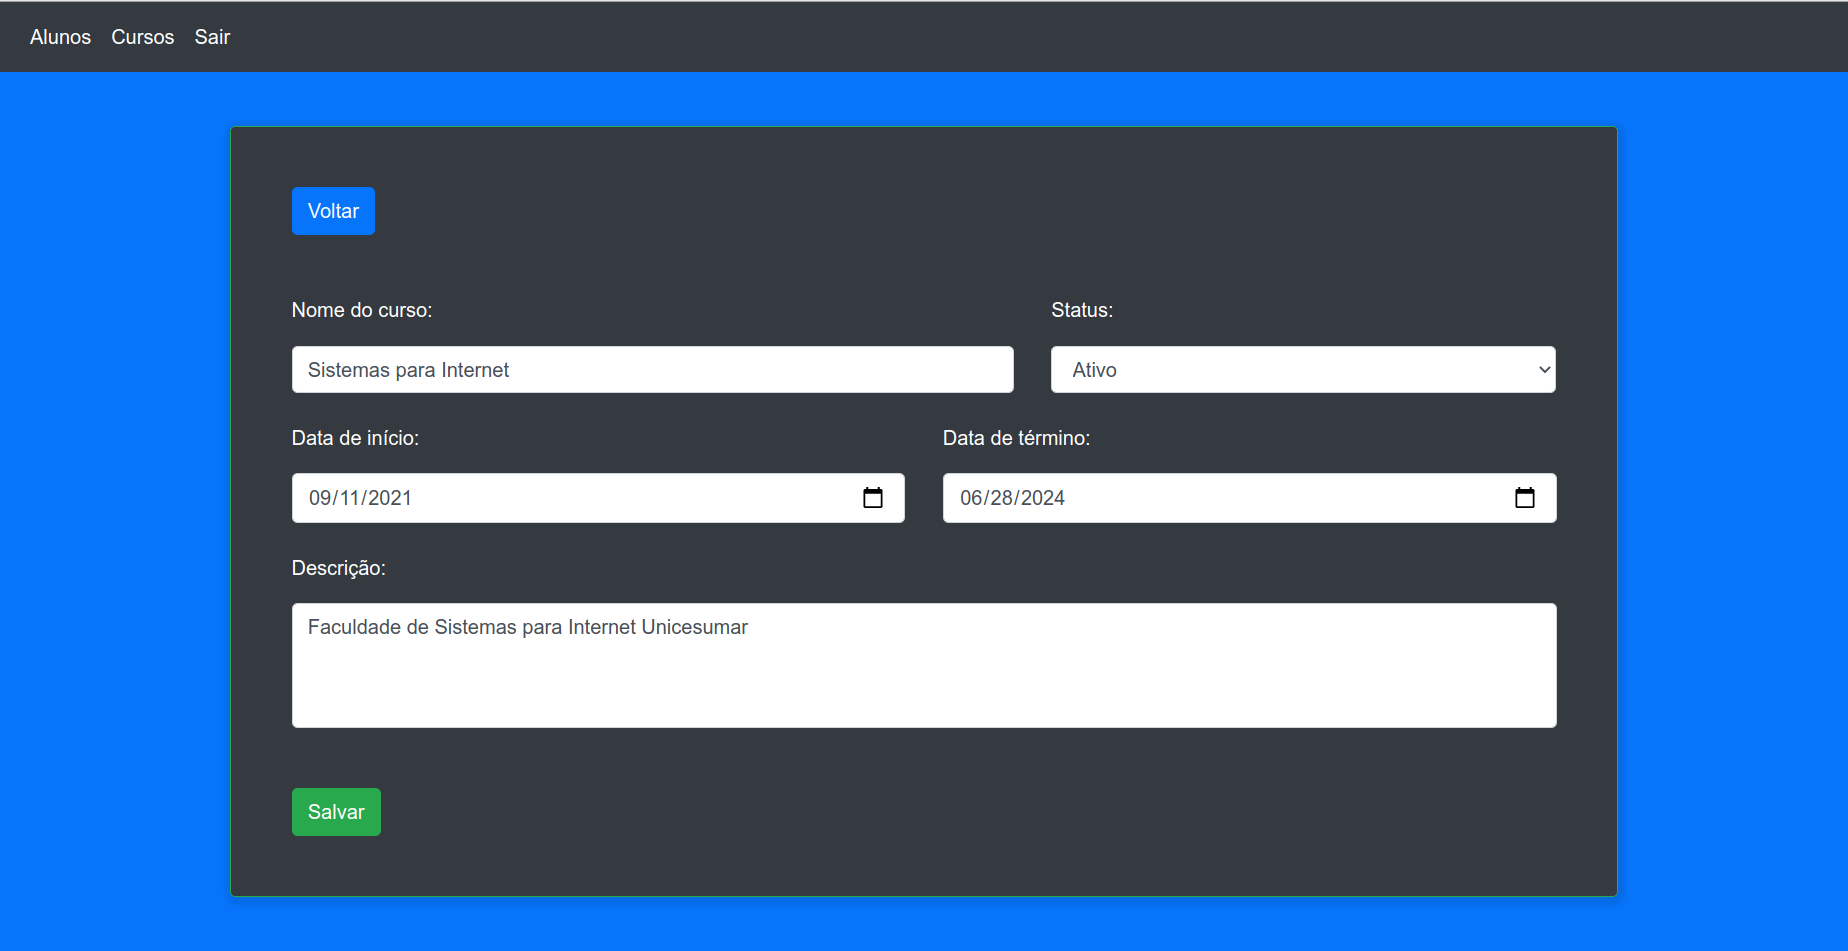 Alunos Cursos Sair
Voltar
Nome do curso: Status:
Sistemas para Internet Ativo
Data de início: Data de término:
09/11/2021 06/28/2024
Descrição:
Faculdade de Sistemas para Internet Unicesumar
Salvar